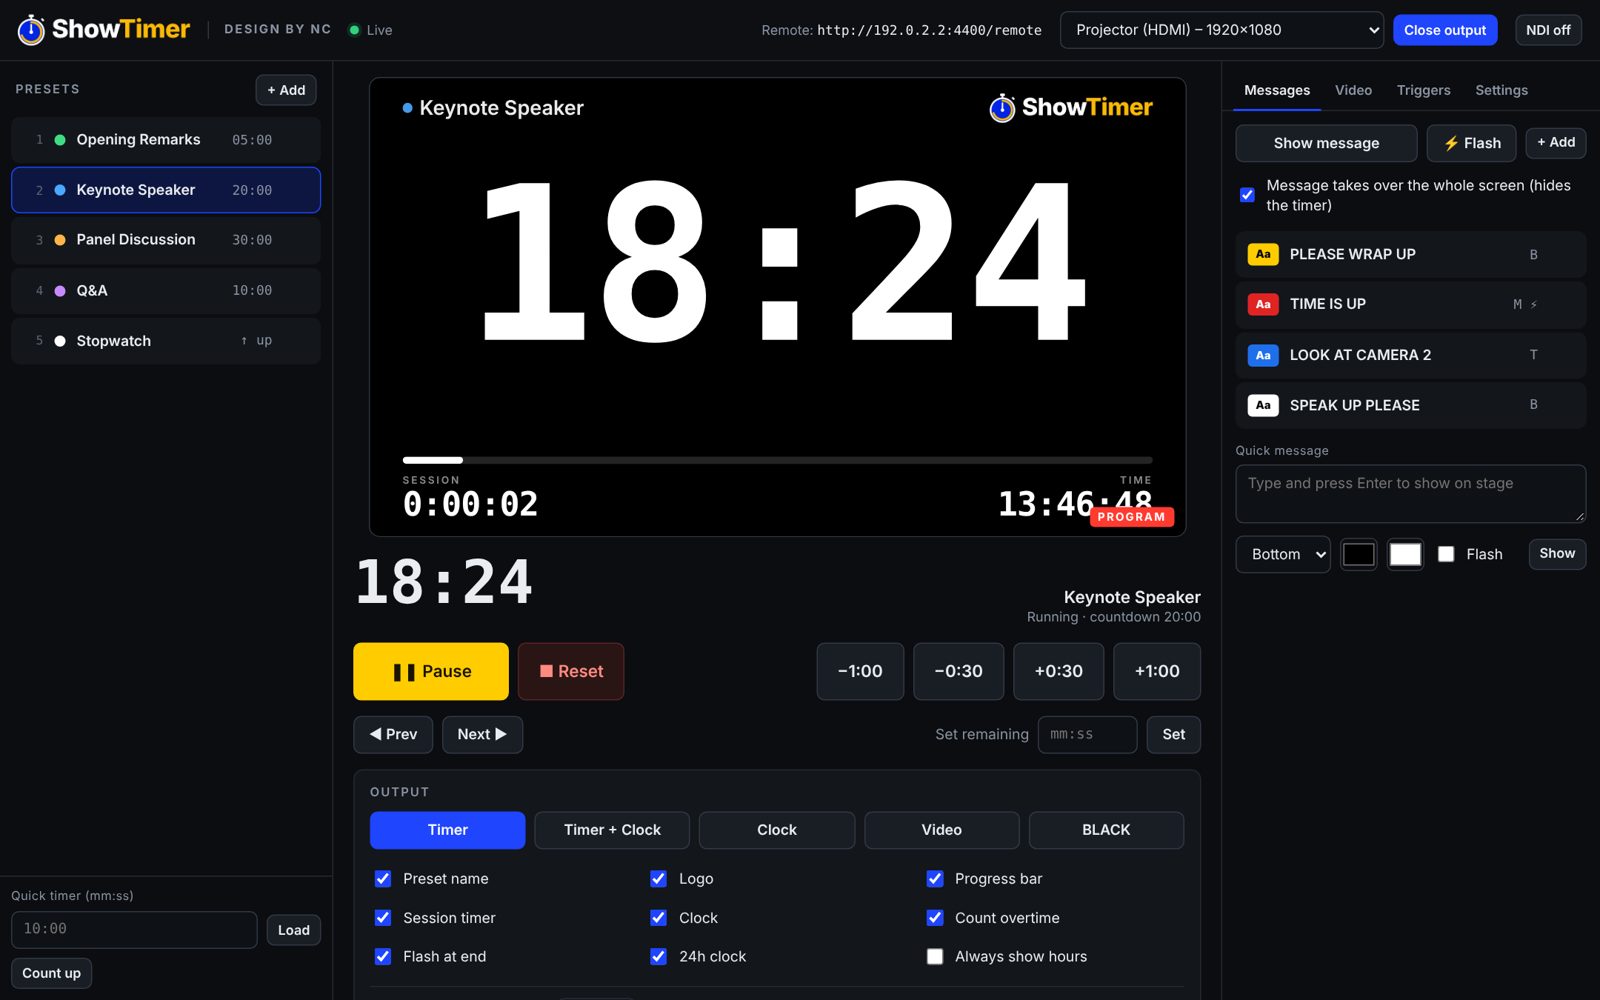 ShowTimer DESIGN BY NC Live Remote: http://192.0.2.2:4400/remote Projector (HDMI) – 1920×1080 Close output NDI off
PRESETS + Add
1 Opening Remarks 05:00
2 Keynote Speaker 20:00
3 Panel Discussion 30:00
4 Q&A 10:00
5 Stopwatch ↑ up
Quick timer (mm:ss)
10:00 Load
Count up
Keynote Speaker ShowTimer
18:24
SESSION TIME
0:00:02 13:46:48
PROGRAM
18:24
Keynote Speaker
Running · countdown 20:00
❚❚ Pause ■ Reset −1:00 −0:30 +0:30 +1:00
◀ Prev Next ▶ Set remaining mm:ss Set
OUTPUT
Timer Timer + Clock Clock Video BLACK
Preset name Logo Progress bar
Session timer Clock Count overtime
Flash at end 24h clock Always show hours
Messages Video Triggers Settings
Show message ⚡ Flash + Add
Message takes over the whole screen (hides
the timer)
Aa PLEASE WRAP UP B
Aa TIME IS UP M ⚡
Aa LOOK AT CAMERA 2 T
Aa SPEAK UP PLEASE B
Quick message
Type and press Enter to show on stage
Bottom Flash Show